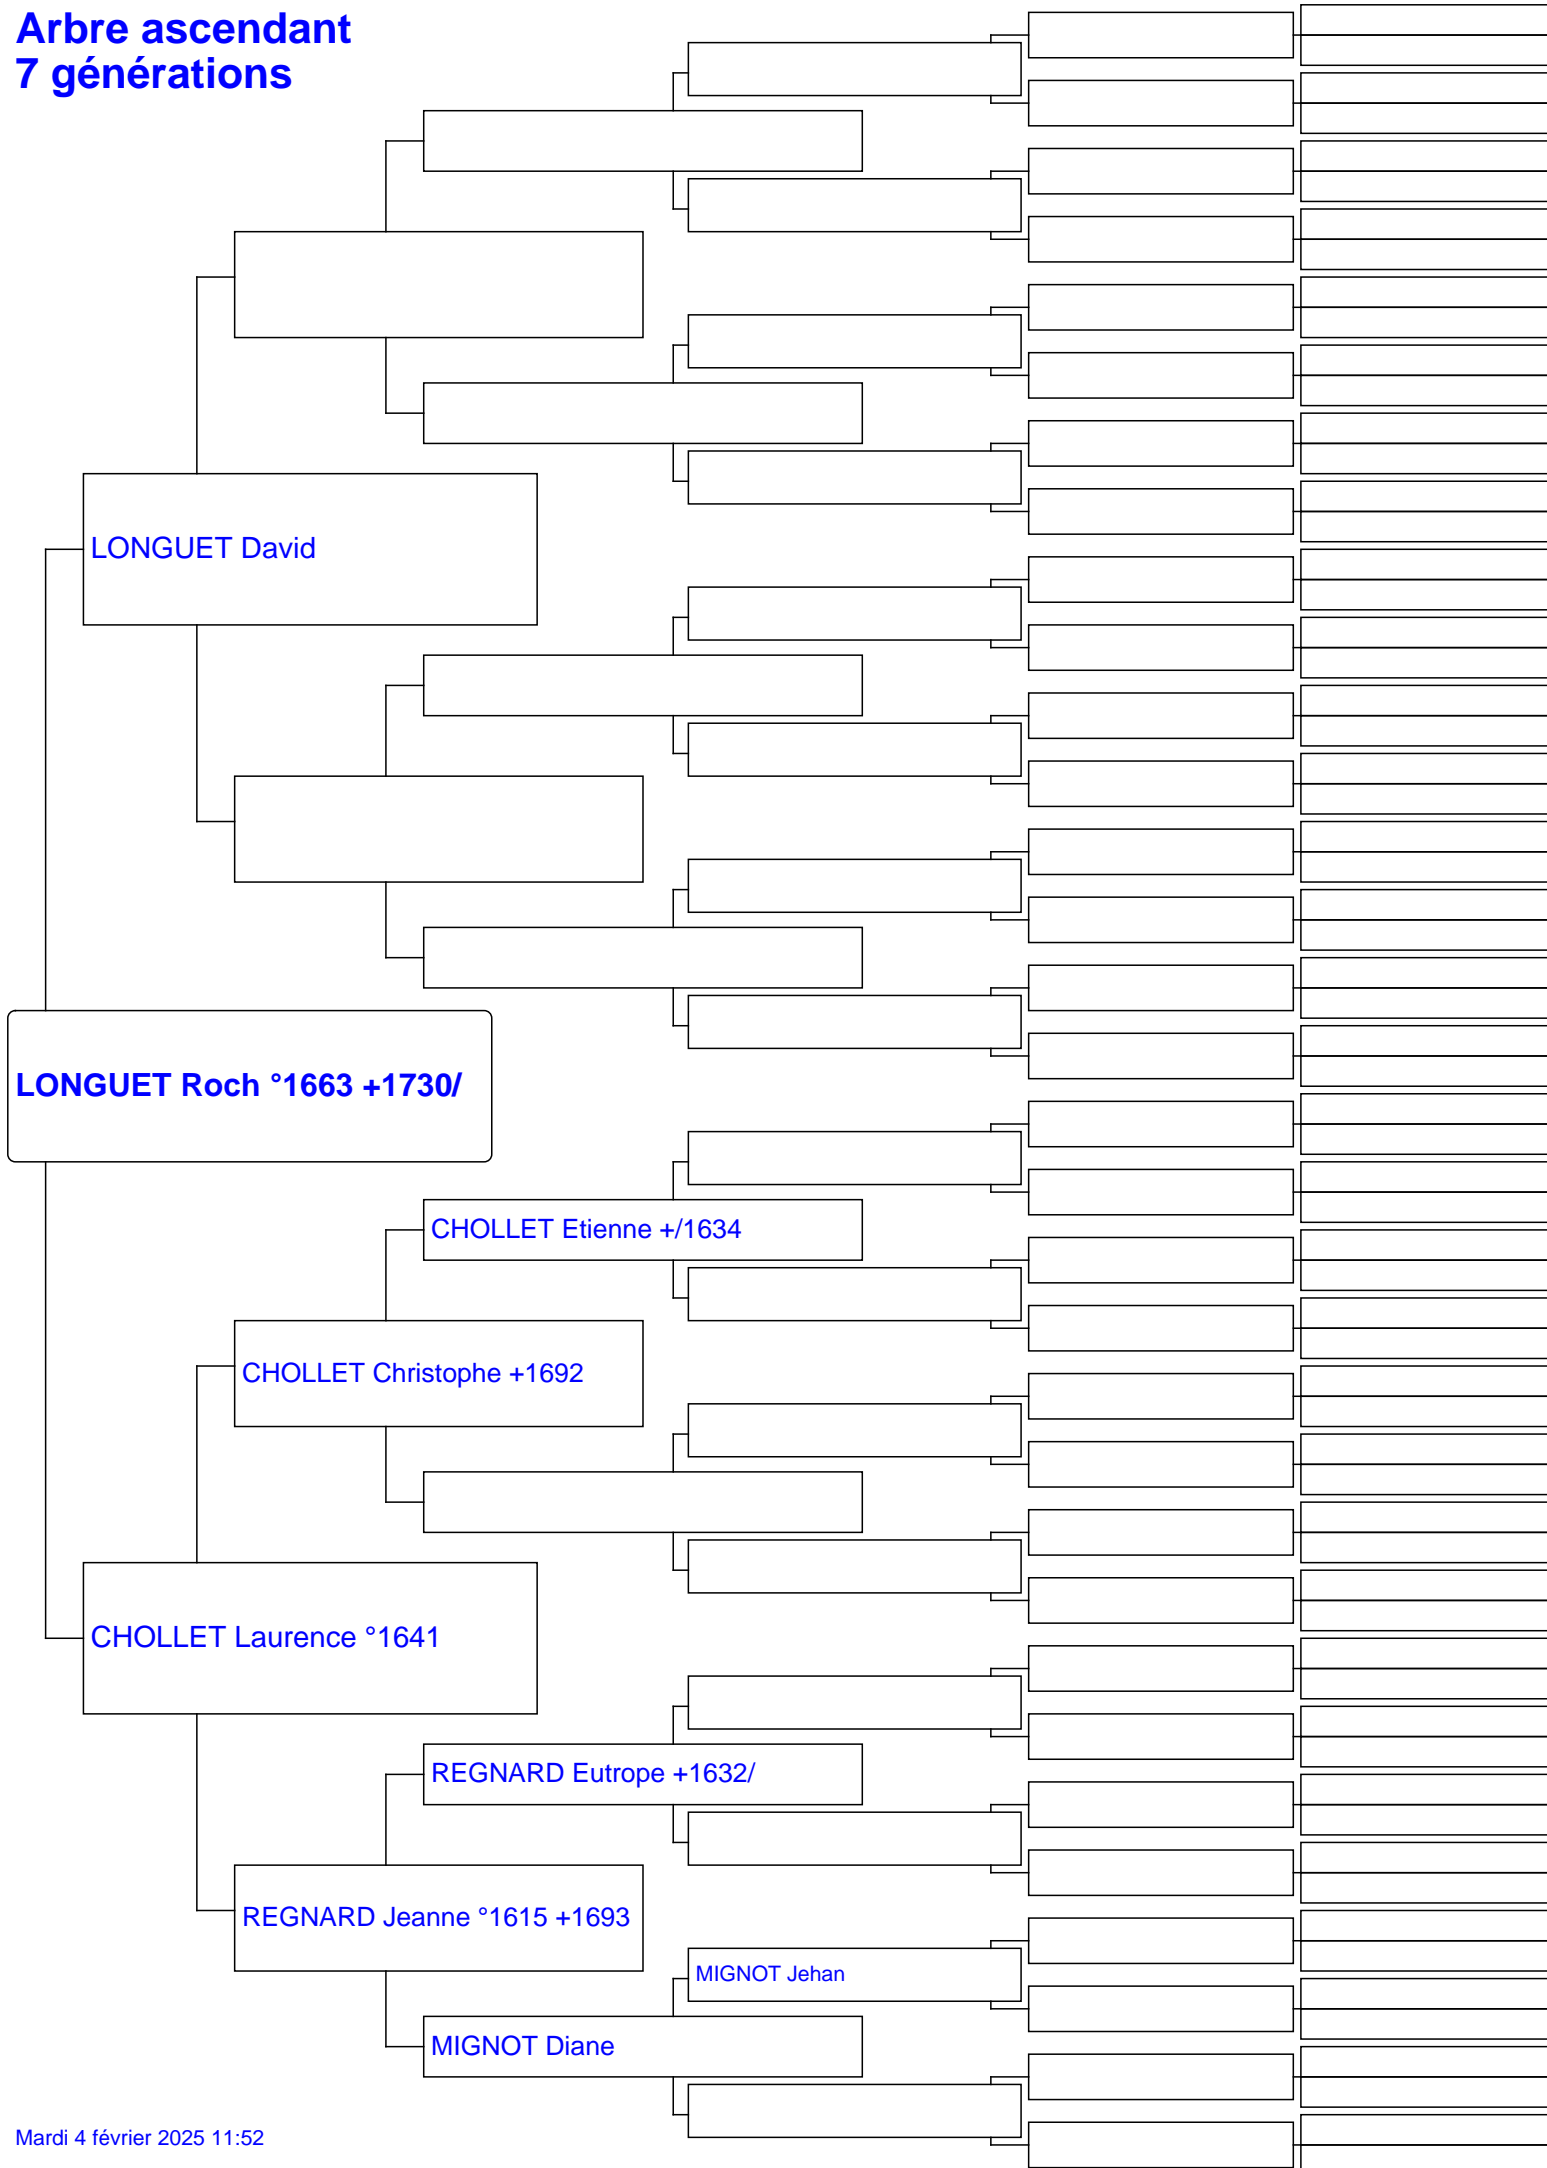 Arbre ascendant
7 générations
LONGUET David
LONGUET Roch °1663 +1730/
CHOLLET Etienne +/1634
CHOLLET Christophe +1692
CHOLLET Laurence °1641
REGNARD Eutrope +1632/
REGNARD Jeanne °1615 +1693
MIGNOT Jehan
MIGNOT Diane
Mardi 4 février 2025 11:52